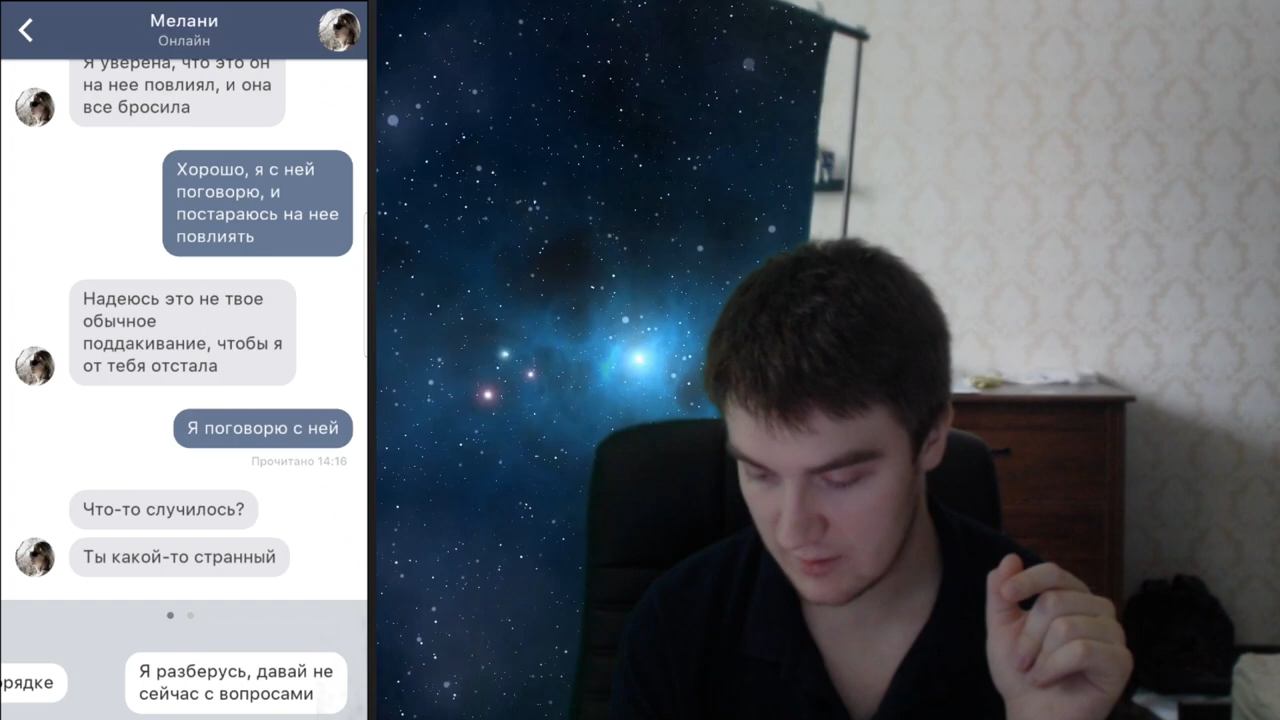 Мелани
Онлайн
Я уверена, что это он
на нее повлиял, и она
все бросила
Хорошо, я с ней
поговорю, и
постараюсь на нее
повлиять
Надеюсь это не твое
обычное
поддакивание, чтобы я
от тебя отстала
Я поговорю с ней
Прочитано 14:16
Что-то случилось?
Ты какой-то странный
Я разберусь, давай не
сейчас с вопросами